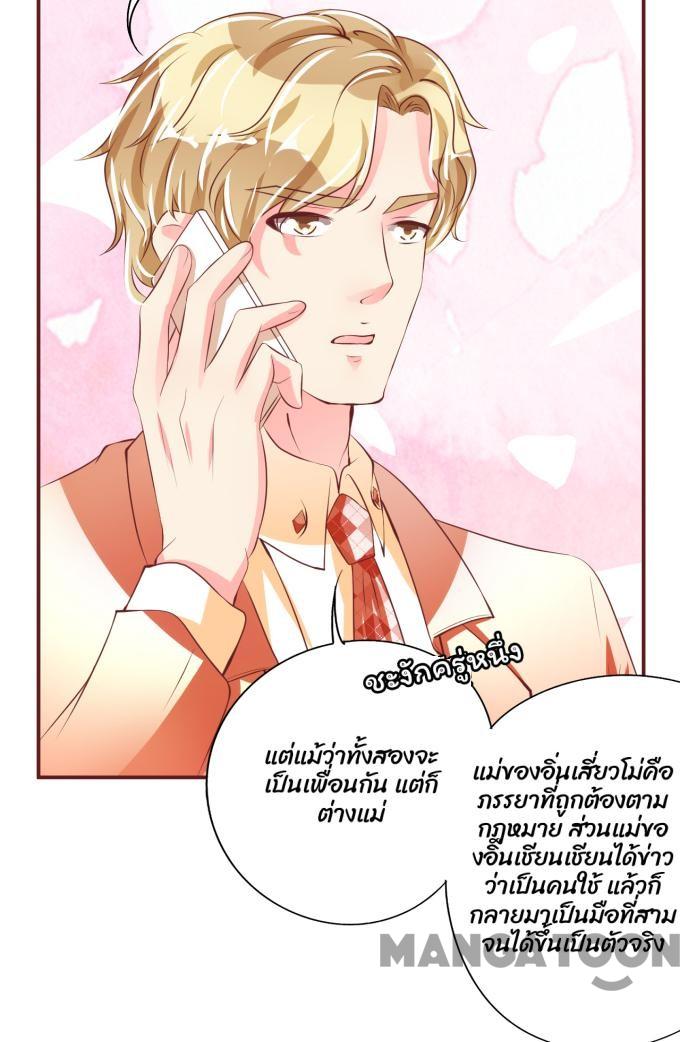 ชะงักครู่หนึ่ง
แต่แม้ว่าทั้งสองจะ
เป็นเพื่อนกัน แต่ก็
ต่างแม่
แม่ของอิ๋นเสี่ยวโม่คือ
ภรรยาที่ถูกต้องตาม
กฎหมาย ส่วนแม่ขอ
งอิ๋นเชียนเชียนได้ข่าว
ว่าเป็นคนใช้ แล้วก็
กลายมาเป็นมือที่สาม
จนได้ขึ้นเป็นตัวจริง
MANGATOON